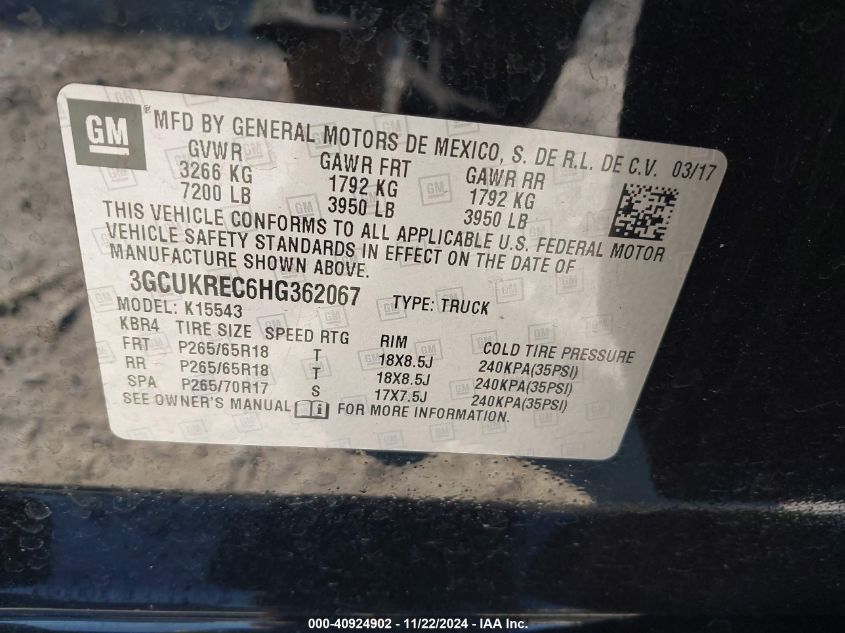 GM ® MFD BY GENERAL MOTORS DE MEXICO, S. DE R.L. DE C.V. 03/17
GVWR GAWR FRT GAWR RR
3266 KG 1792 KG 1792 KG
7200 LB 3950 LB 3950 LB
THIS VEHICLE CONFORMS TO ALL APPLICABLE U.S. FEDERAL MOTOR
VEHICLE SAFETY STANDARDS IN EFFECT ON THE DATE OF
MANUFACTURE SHOWN ABOVE.
3GCUKREC6HG362067 TYPE: TRUCK
MODEL: K15543
KBR4 TIRE SIZE SPEED RTG RIM COLD TIRE PRESSURE
FRT P265/65R18 T 18X8.5J 240KPA(35PSI)
RR P265/65R18 T 18X8.5J 240KPA(35PSI)
SPA P265/70R17 S 17X7.5J 240KPA(35PSI)
SEE OWNER'S MANUAL FOR MORE INFORMATION.
000-40924902 - 11/22/2024 - IAA Inc.